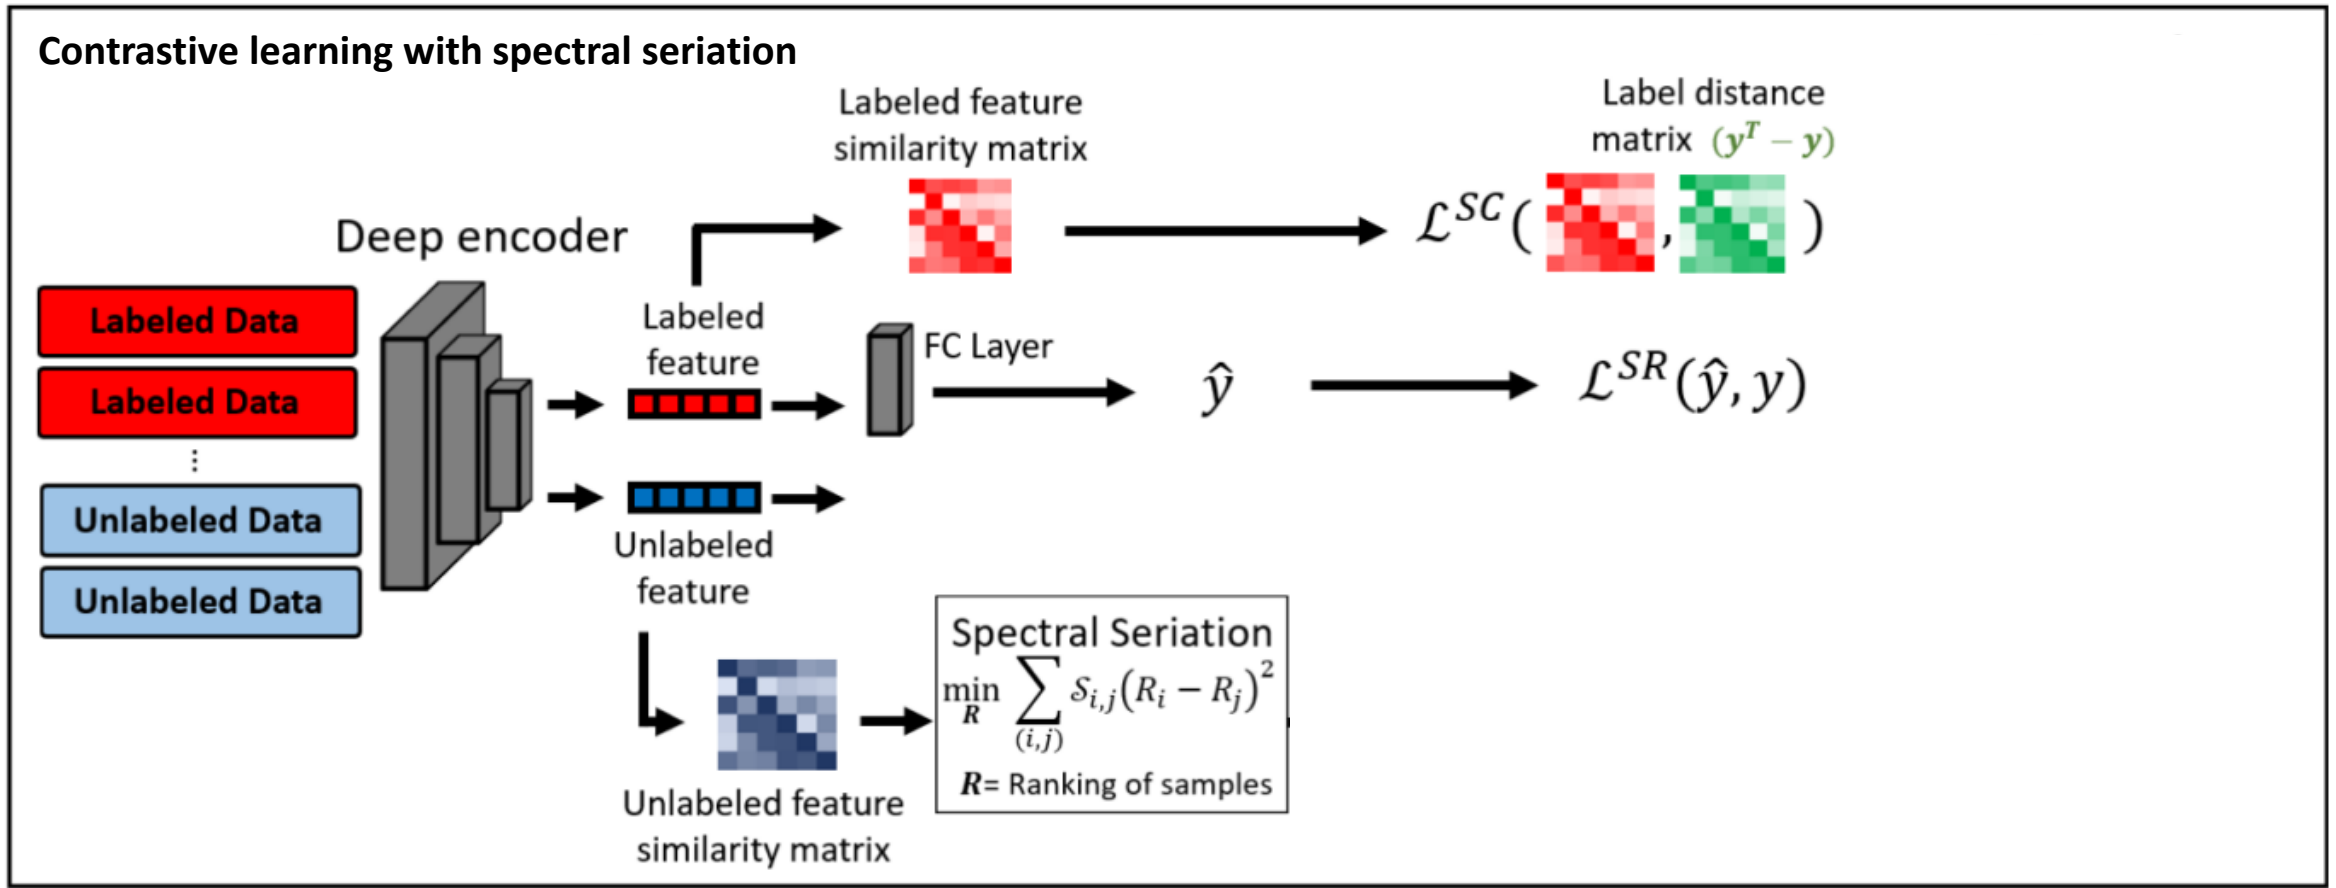 Contrastive learning with spectral seriation
Labeled feature
similarity matrix
Label distance
matrix (y^T − y)
ℒ^SC( , )
Deep encoder
Labeled Data
Labeled Data
⋮
Unlabeled Data
Unlabeled Data
Labeled
feature
FC Layer
ŷ
ℒ^SR(ŷ, y)
Unlabeled
feature
Unlabeled feature
similarity matrix
Spectral Seriation
min_R ∑_(i,j) S_i,j(R_i − R_j)^2
R= Ranking of samples